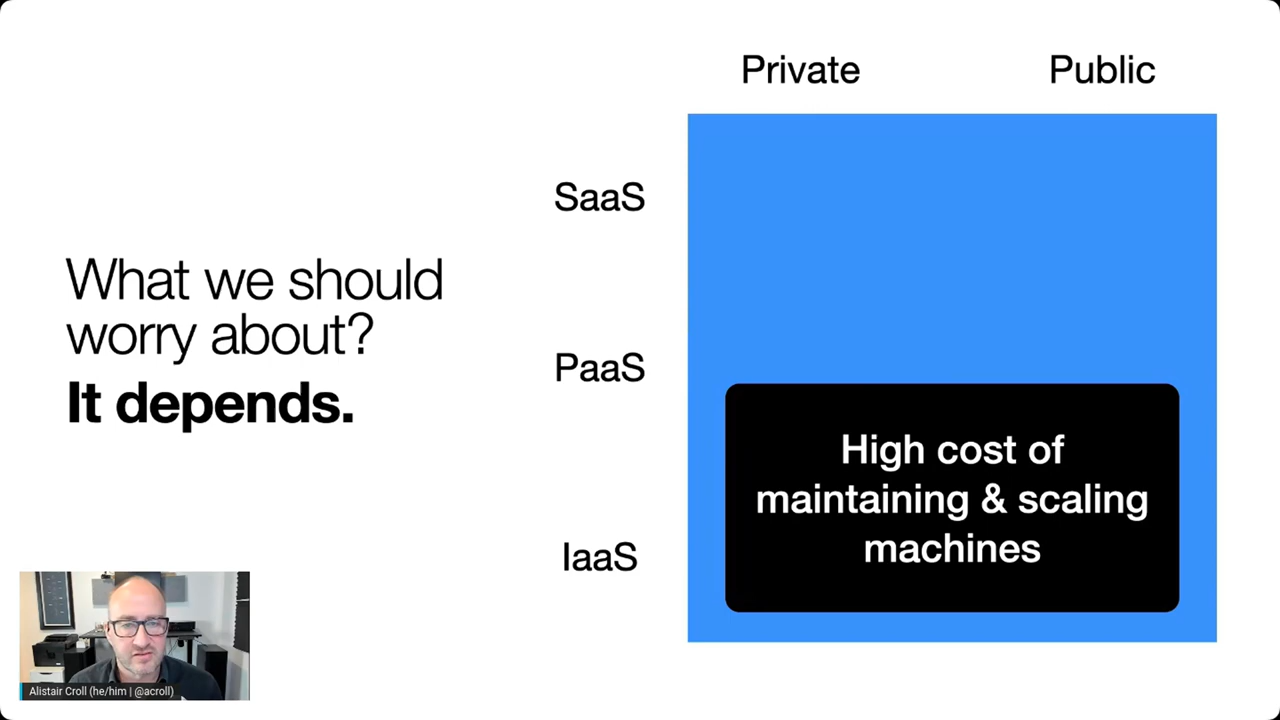 Private
Public
SaaS
What we should
worry about?
PaaS
It depends.
High cost of
maintaining & scaling
machines
IaaS
Alistair Croll (he/him | @acroll)